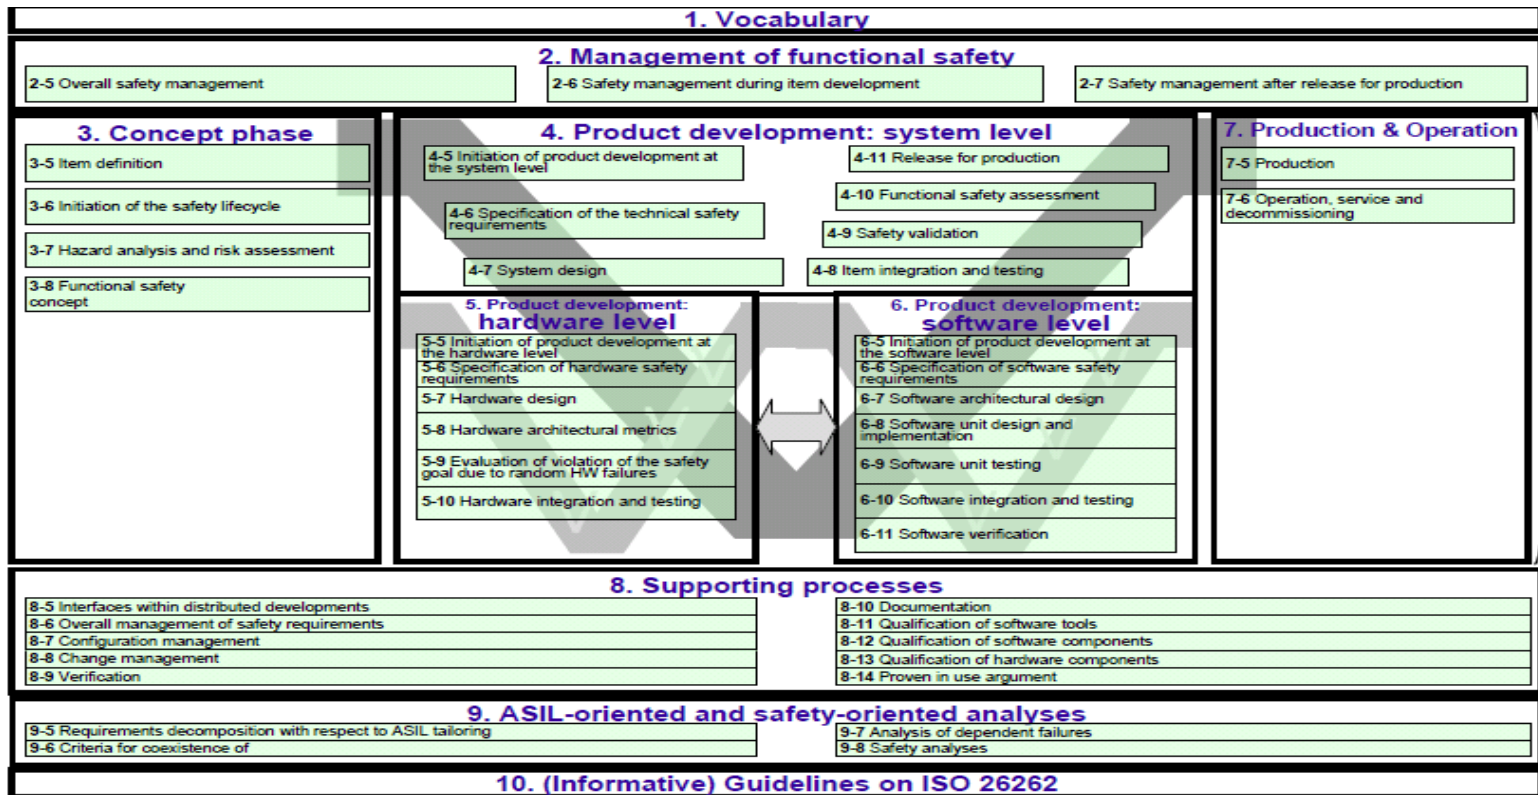 1. Vocabulary
2. Management of functional safety
2-5 Overall safety management
2-6 Safety management during item development
2-7 Safety management after release for production
3. Concept phase
3-5 Item definition
3-6 Initiation of the safety lifecycle
3-7 Hazard analysis and risk assessment
3-8 Functional safety
concept
4. Product development: system level
4-5 Initiation of product development at
the system level
4-6 Specification of the technical safety
requirements
4-7 System design
4-11 Release for production
4-10 Functional safety assessment
4-9 Safety validation
4-8 Item integration and testing
7. Production & Operation
7-5 Production
7-6 Operation, service and
decommissioning
5. Product development:
hardware level
5-5 Initiation of product development at
the hardware level
5-6 Specification of hardware safety
requirements
5-7 Hardware design
5-8 Hardware architectural metrics
5-9 Evaluation of violation of the safety
goal due to random HW failures
5-10 Hardware integration and testing
6. Product development:
software level
6-5 Initiation of product development at
the software level
6-6 Specification of software safety
requirements
6-7 Software architectural design
6-8 Software unit design and
implementation
6-9 Software unit testing
6-10 Software integration and testing
6-11 Software verification
8. Supporting processes
8-5 Interfaces within distributed developments
8-6 Overall management of safety requirements
8-7 Configuration management
8-8 Change management
8-9 Verification
8-10 Documentation
8-11 Qualification of software tools
8-12 Qualification of software components
8-13 Qualification of hardware components
8-14 Proven in use argument
9. ASIL-oriented and safety-oriented analyses
9-5 Requirements decomposition with respect to ASIL tailoring
9-6 Criteria for coexistence of
9-7 Analysis of dependent failures
9-8 Safety analyses
10. (Informative) Guidelines on ISO 26262